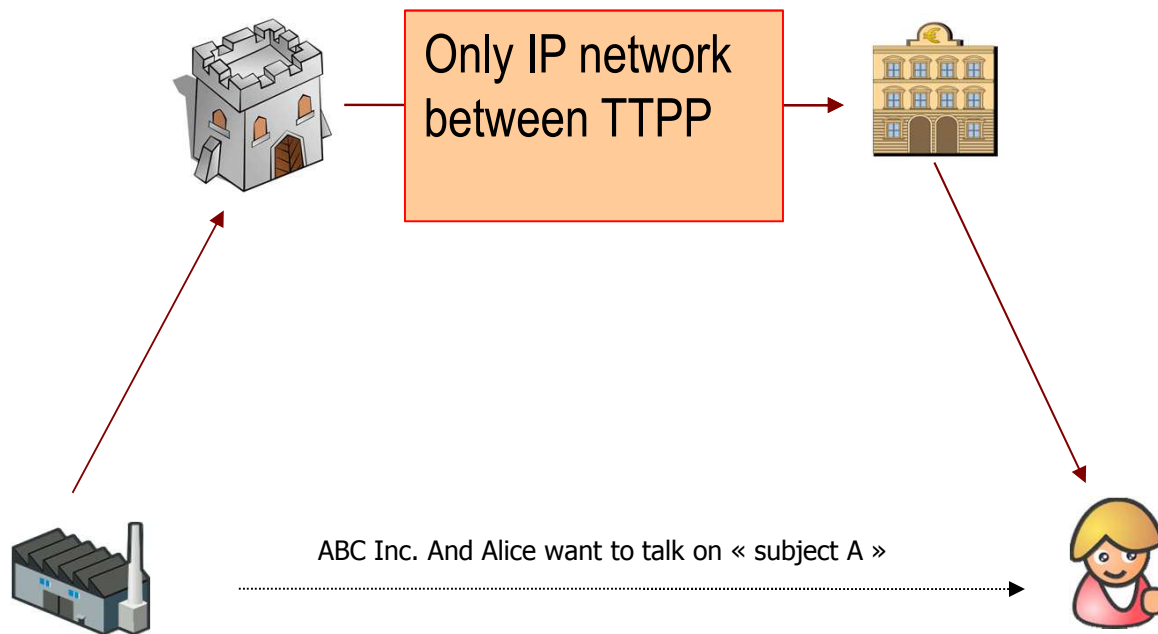 Only IP network
between TTPP
ABC Inc. And Alice want to talk on « subject A »